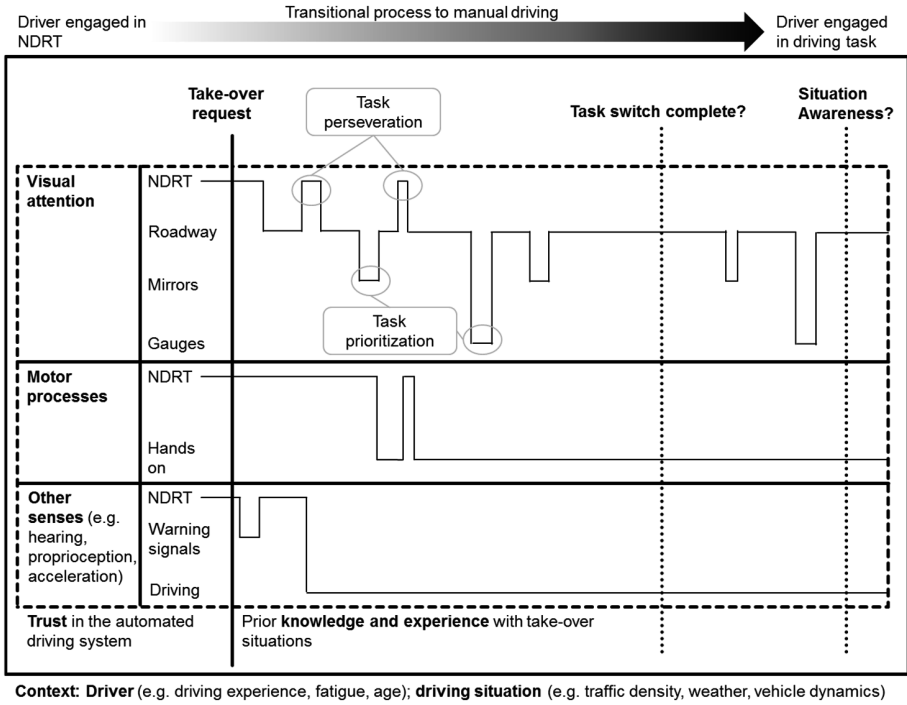 Driver engaged in
NDRT
Transitional process to manual driving
Driver engaged
in driving task
Take-over
request
Task
perseveration
Task switch complete?
Situation
Awareness?
Visual
attention
NDRT
Roadway
Mirrors
Gauges
Task
prioritization
Motor
processes
NDRT
Hands
on
Other
senses (e.g.
hearing,
proprioception,
acceleration)
NDRT
Warning
signals
Driving
Trust in the automated
driving system
Prior knowledge and experience with take-over
situations
Context: Driver (e.g. driving experience, fatigue, age); driving situation (e.g. traffic density, weather, vehicle dynamics)